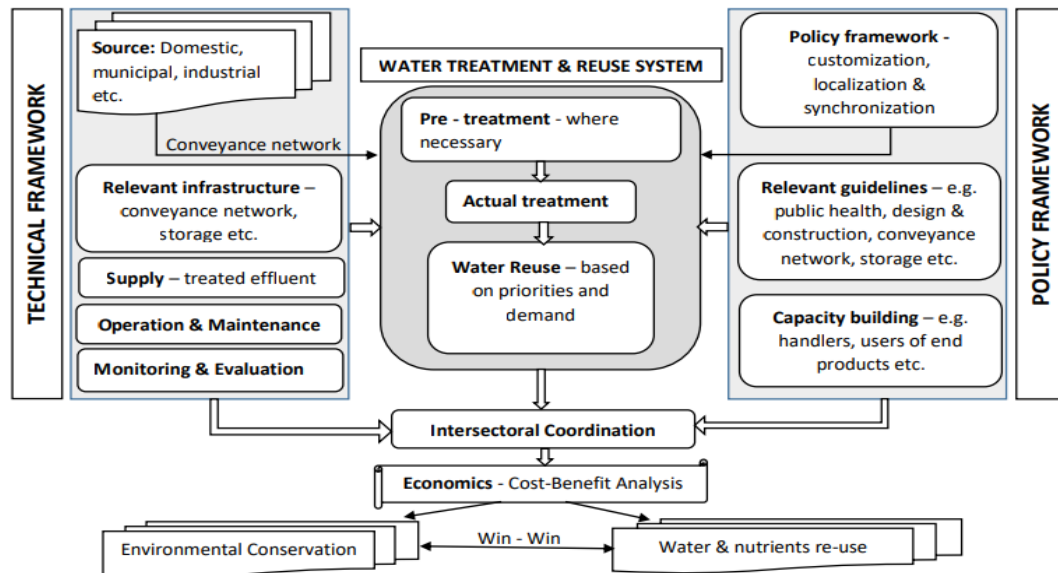 TECHNICAL FRAMEWORK
Source: Domestic,
municipal, industrial
etc.
Conveyance network
Relevant infrastructure –
conveyance network,
storage etc.
Supply – treated effluent
Operation & Maintenance
Monitoring & Evaluation
WATER TREATMENT & REUSE SYSTEM
Pre - treatment - where
necessary
Actual treatment
Water Reuse – based
on priorities and
demand
Policy framework -
customization,
localization &
synchronization
Relevant guidelines – e.g.
public health, design &
construction, conveyance
network, storage etc.
Capacity building – e.g.
handlers, users of end
products etc.
POLICY FRAMEWORK
Intersectoral Coordination
Economics - Cost-Benefit Analysis
Environmental Conservation
Win - Win
Water & nutrients re-use